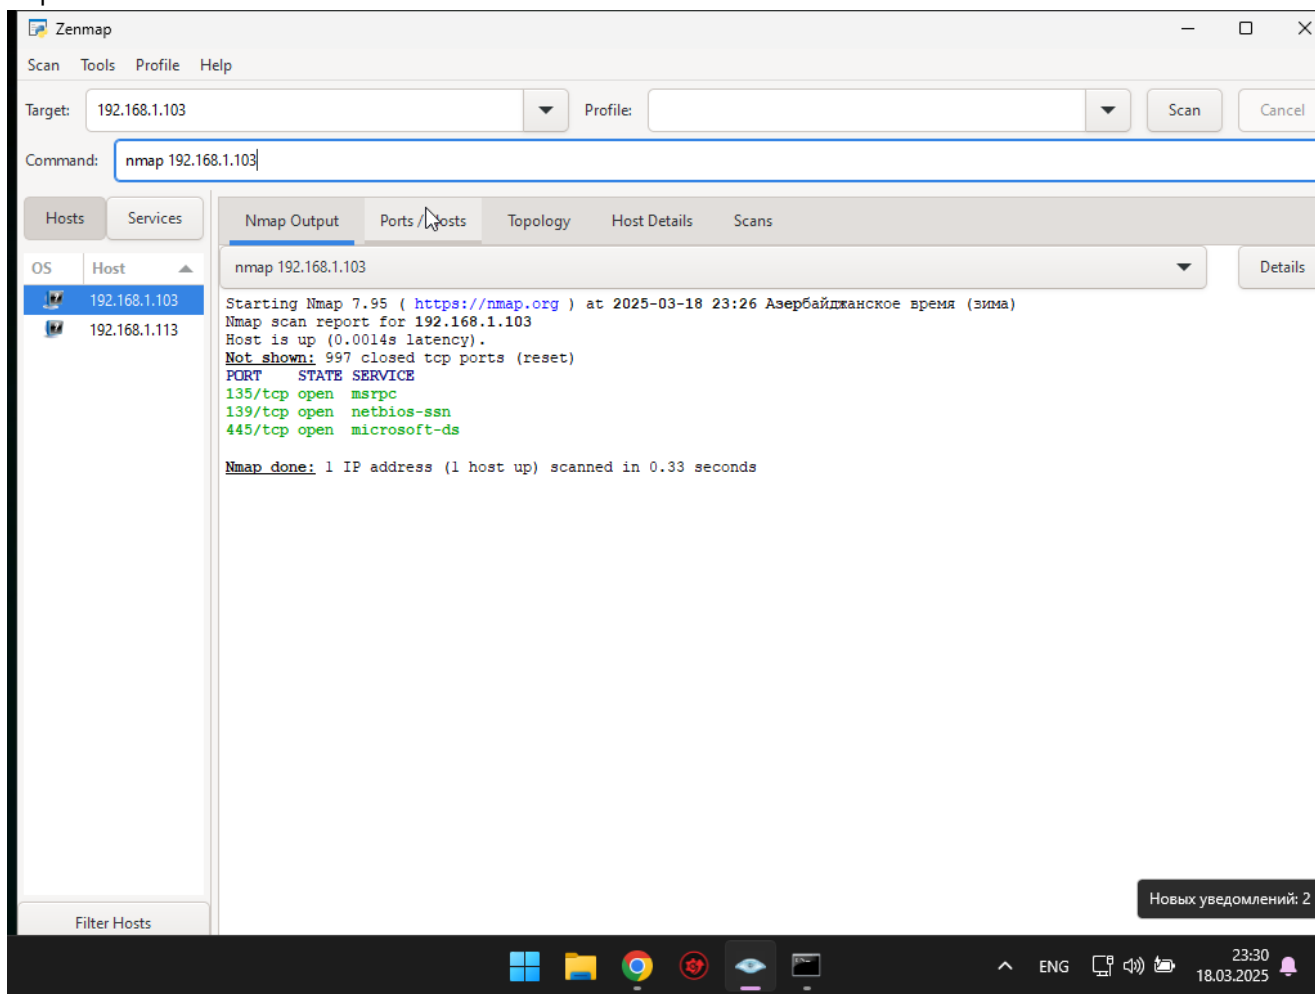 Zenmap
Scan Tools Profile Help
Target: 192.168.1.103 Profile: Scan Cancel
Command: nmap 192.168.1.103
Hosts Services Nmap Output Ports / Hosts Topology Host Details Scans
OS Host nmap 192.168.1.103 Details
192.168.1.103
192.168.1.113
Starting Nmap 7.95 ( https://nmap.org ) at 2025-03-18 23:26 Азербайджанское время (зима)
Nmap scan report for 192.168.1.103
Host is up (0.0014s latency).
Not shown: 997 closed tcp ports (reset)
PORT STATE SERVICE
135/tcp open msrpc
139/tcp open netbios-ssn
445/tcp open microsoft-ds
Nmap done: 1 IP address (1 host up) scanned in 0.33 seconds
Новых уведомлений: 2
Filter Hosts
ENG 23:30
18.03.2025